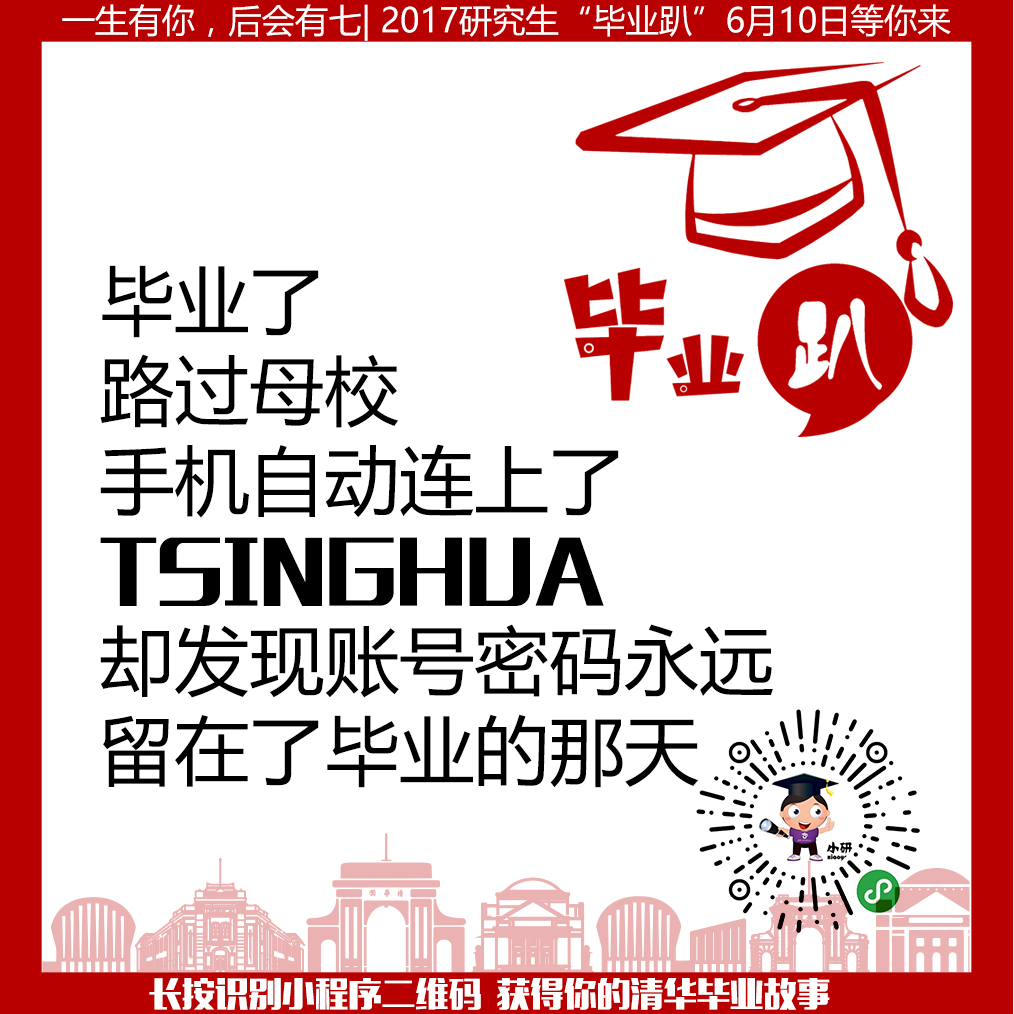 一生有你，后会有七| 2017研究生“毕业趴”6月10日等你来
毕业趴
毕业了
路过母校
手机自动连上了
TSINGHUA
却发现账号密码永远
留在了毕业的那天
小研
長按识别小程序二维码 获得你的清华毕业故事